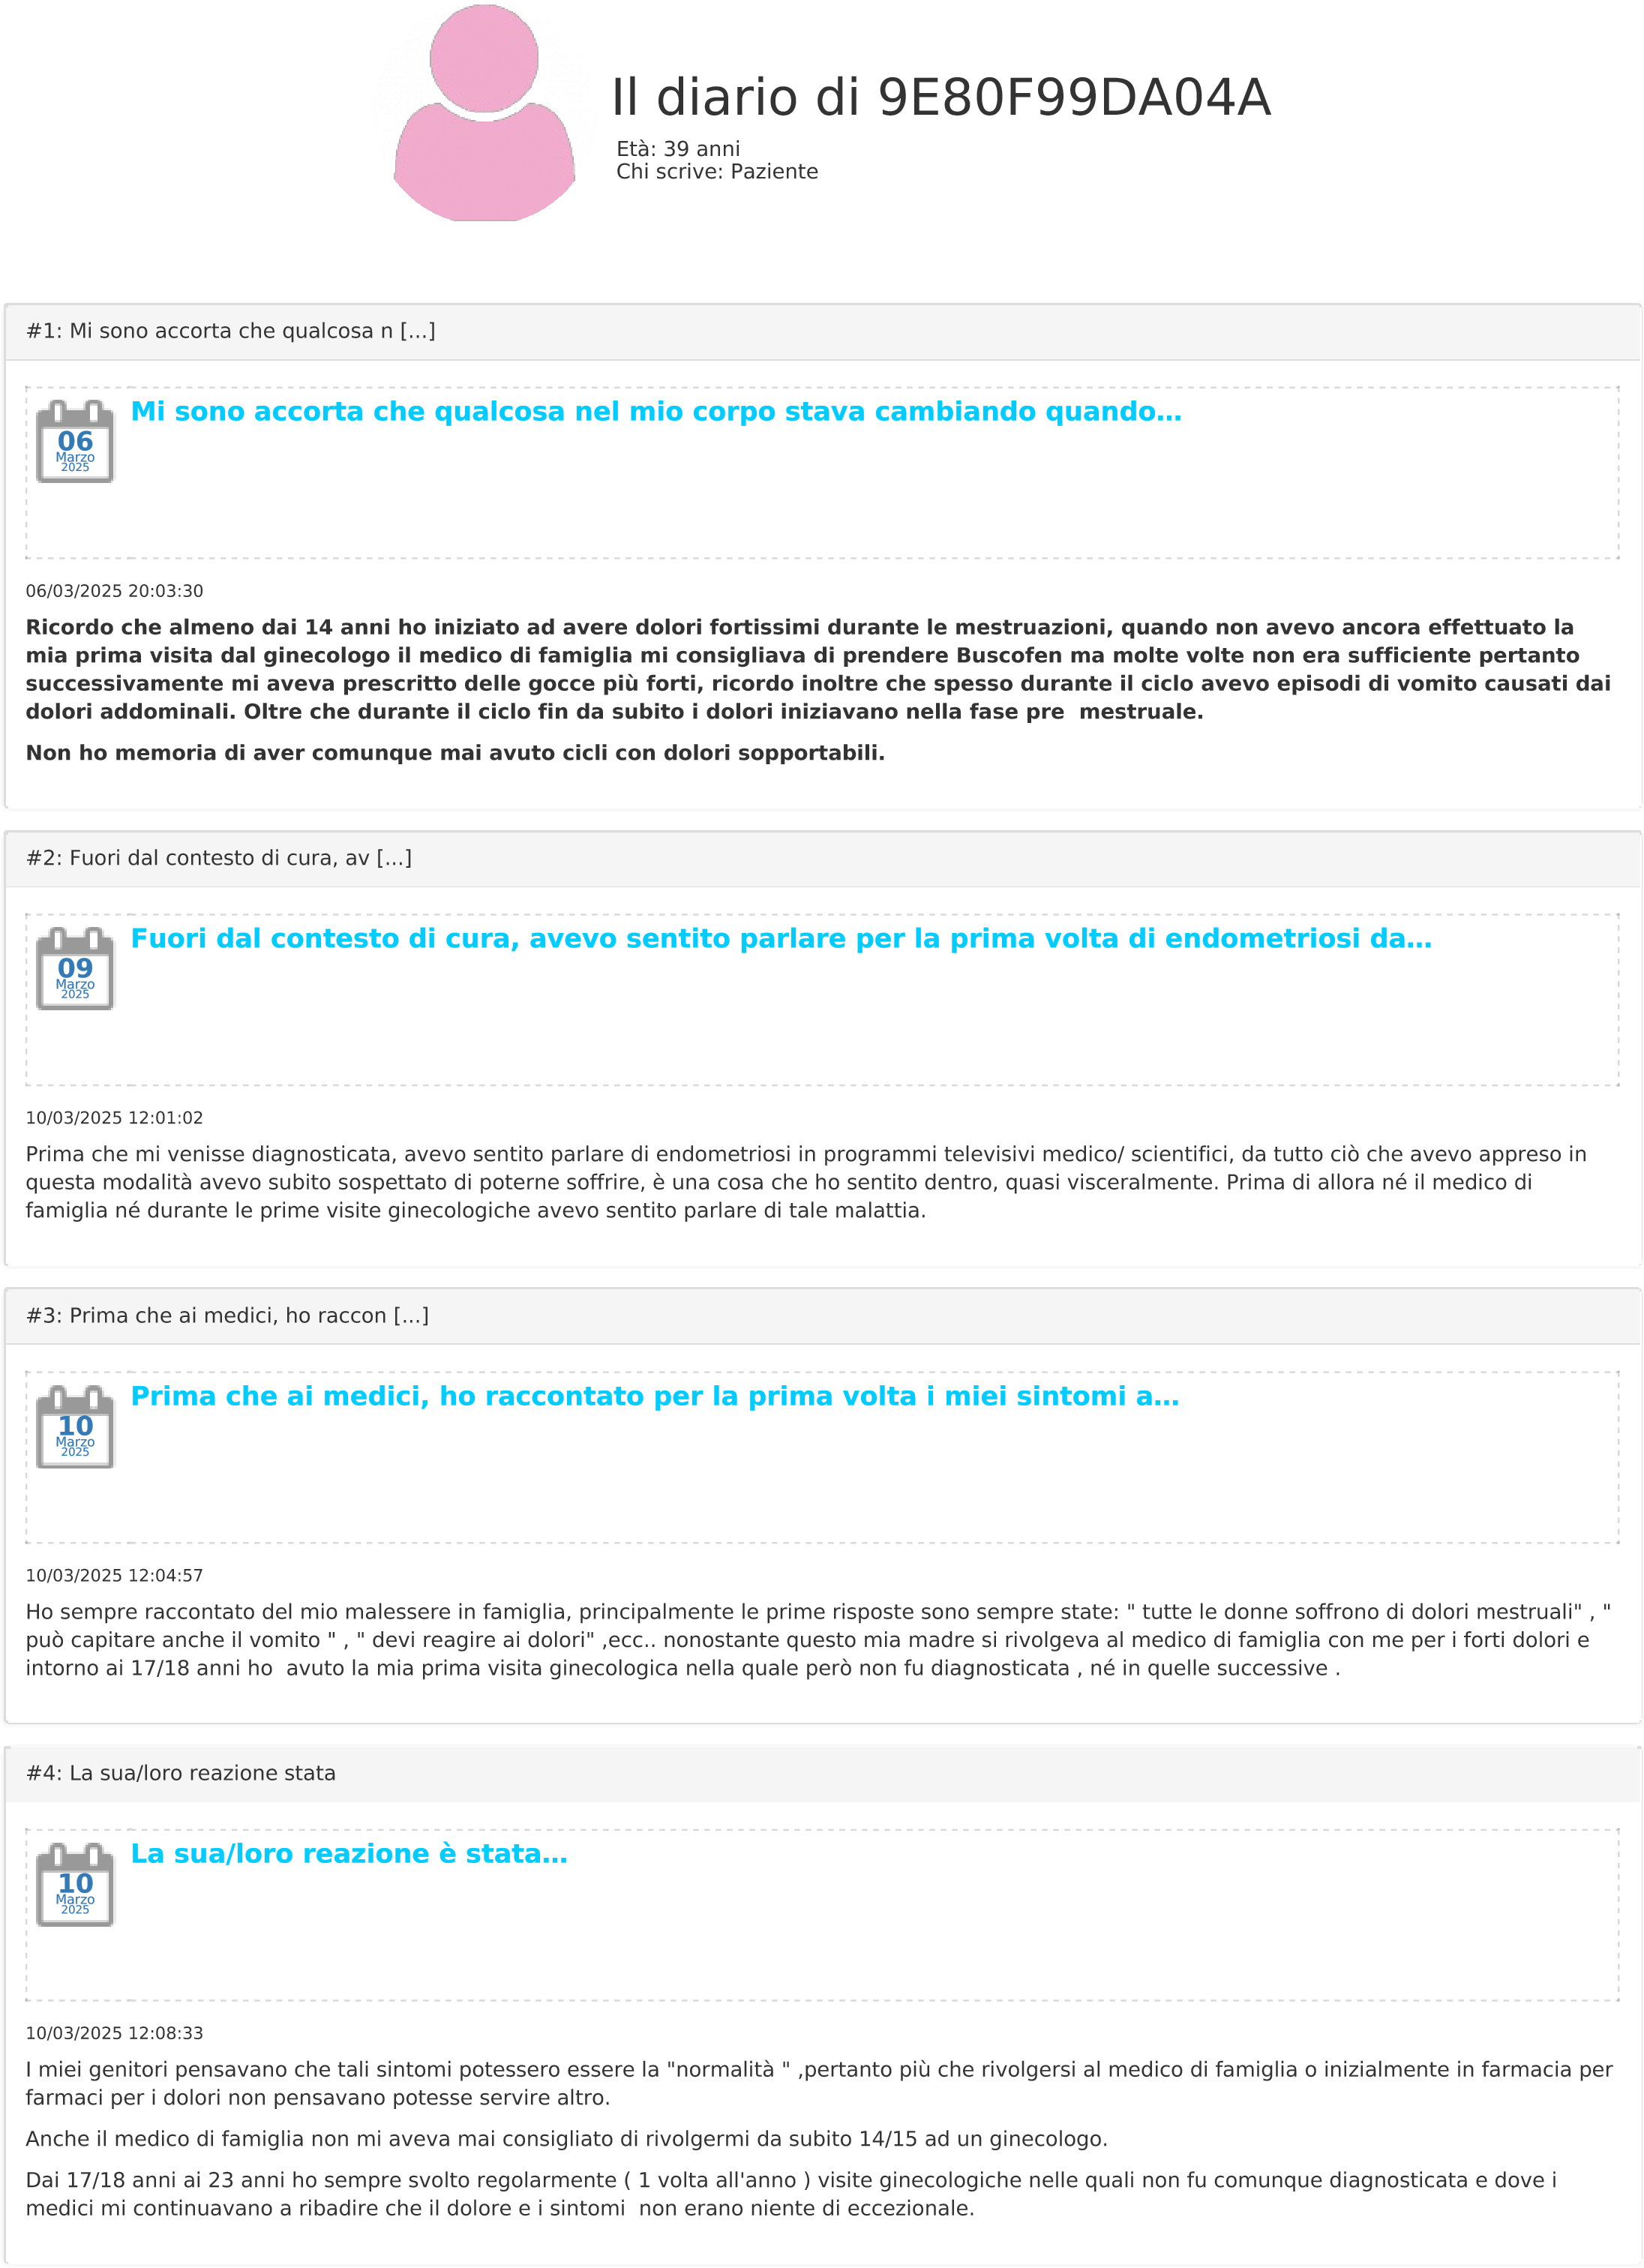 Il diario di 9E80F99DA04A
Età: 39 anni
Chi scrive: Paziente
#1: Mi sono accorta che qualcosa n [...]
06
Marzo
2025
Mi sono accorta che qualcosa nel mio corpo stava cambiando quando…
06/03/2025 20:03:30
Ricordo che almeno dai 14 anni ho iniziato ad avere dolori fortissimi durante le mestruazioni, quando non avevo ancora effettuato la
mia prima visita dal ginecologo il medico di famiglia mi consigliava di prendere Buscofen ma molte volte non era sufficiente pertanto
successivamente mi aveva prescritto delle gocce più forti, ricordo inoltre che spesso durante il ciclo avevo episodi di vomito causati dai
dolori addominali. Oltre che durante il ciclo fin da subito i dolori iniziavano nella fase pre  mestruale.
Non ho memoria di aver comunque mai avuto cicli con dolori sopportabili.
#2: Fuori dal contesto di cura, av [...]
09
Marzo
2025
Fuori dal contesto di cura, avevo sentito parlare per la prima volta di endometriosi da…
10/03/2025 12:01:02
Prima che mi venisse diagnosticata, avevo sentito parlare di endometriosi in programmi televisivi medico/ scientifici, da tutto ciò che avevo appreso in
questa modalità avevo subito sospettato di poterne soffrire, è una cosa che ho sentito dentro, quasi visceralmente. Prima di allora né il medico di
famiglia né durante le prime visite ginecologiche avevo sentito parlare di tale malattia.
#3: Prima che ai medici, ho raccon [...]
10
Marzo
2025
Prima che ai medici, ho raccontato per la prima volta i miei sintomi a…
10/03/2025 12:04:57
Ho sempre raccontato del mio malessere in famiglia, principalmente le prime risposte sono sempre state: " tutte le donne soffrono di dolori mestruali" , "
può capitare anche il vomito " , " devi reagire ai dolori" ,ecc.. nonostante questo mia madre si rivolgeva al medico di famiglia con me per i forti dolori e
intorno ai 17/18 anni ho  avuto la mia prima visita ginecologica nella quale però non fu diagnosticata , né in quelle successive .
#4: La sua/loro reazione stata
10
Marzo
2025
La sua/loro reazione è stata…
10/03/2025 12:08:33
I miei genitori pensavano che tali sintomi potessero essere la "normalità " ,pertanto più che rivolgersi al medico di famiglia o inizialmente in farmacia per
farmaci per i dolori non pensavano potesse servire altro.
Anche il medico di famiglia non mi aveva mai consigliato di rivolgermi da subito 14/15 ad un ginecologo.
Dai 17/18 anni ai 23 anni ho sempre svolto regolarmente ( 1 volta all'anno ) visite ginecologiche nelle quali non fu comunque diagnosticata e dove i
medici mi continuavano a ribadire che il dolore e i sintomi  non erano niente di eccezionale.